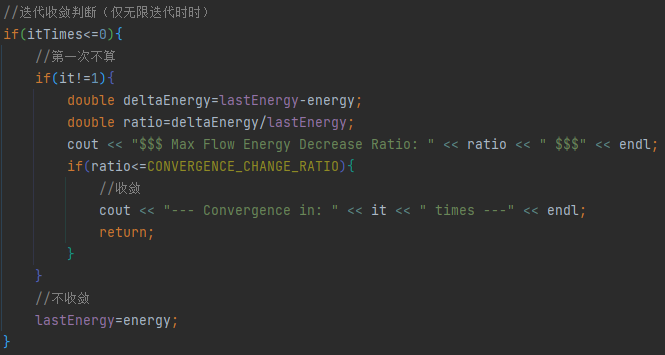 //迭代收敛判断（仅无限迭代时时）
if(itTimes<=0){
    //第一次不算
    if(it!=1){
        double deltaEnergy=lastEnergy-energy;
        double ratio=deltaEnergy/lastEnergy;
        cout << "$$$ Max Flow Energy Decrease Ratio: " << ratio << " $$$" << endl;
        if(ratio<=CONVERGENCE_CHANGE_RATIO){
            //收敛
            cout << "--- Convergence in: " << it << " times ---" << endl;
            return;
        }
    }
    //不收敛
    lastEnergy=energy;
}